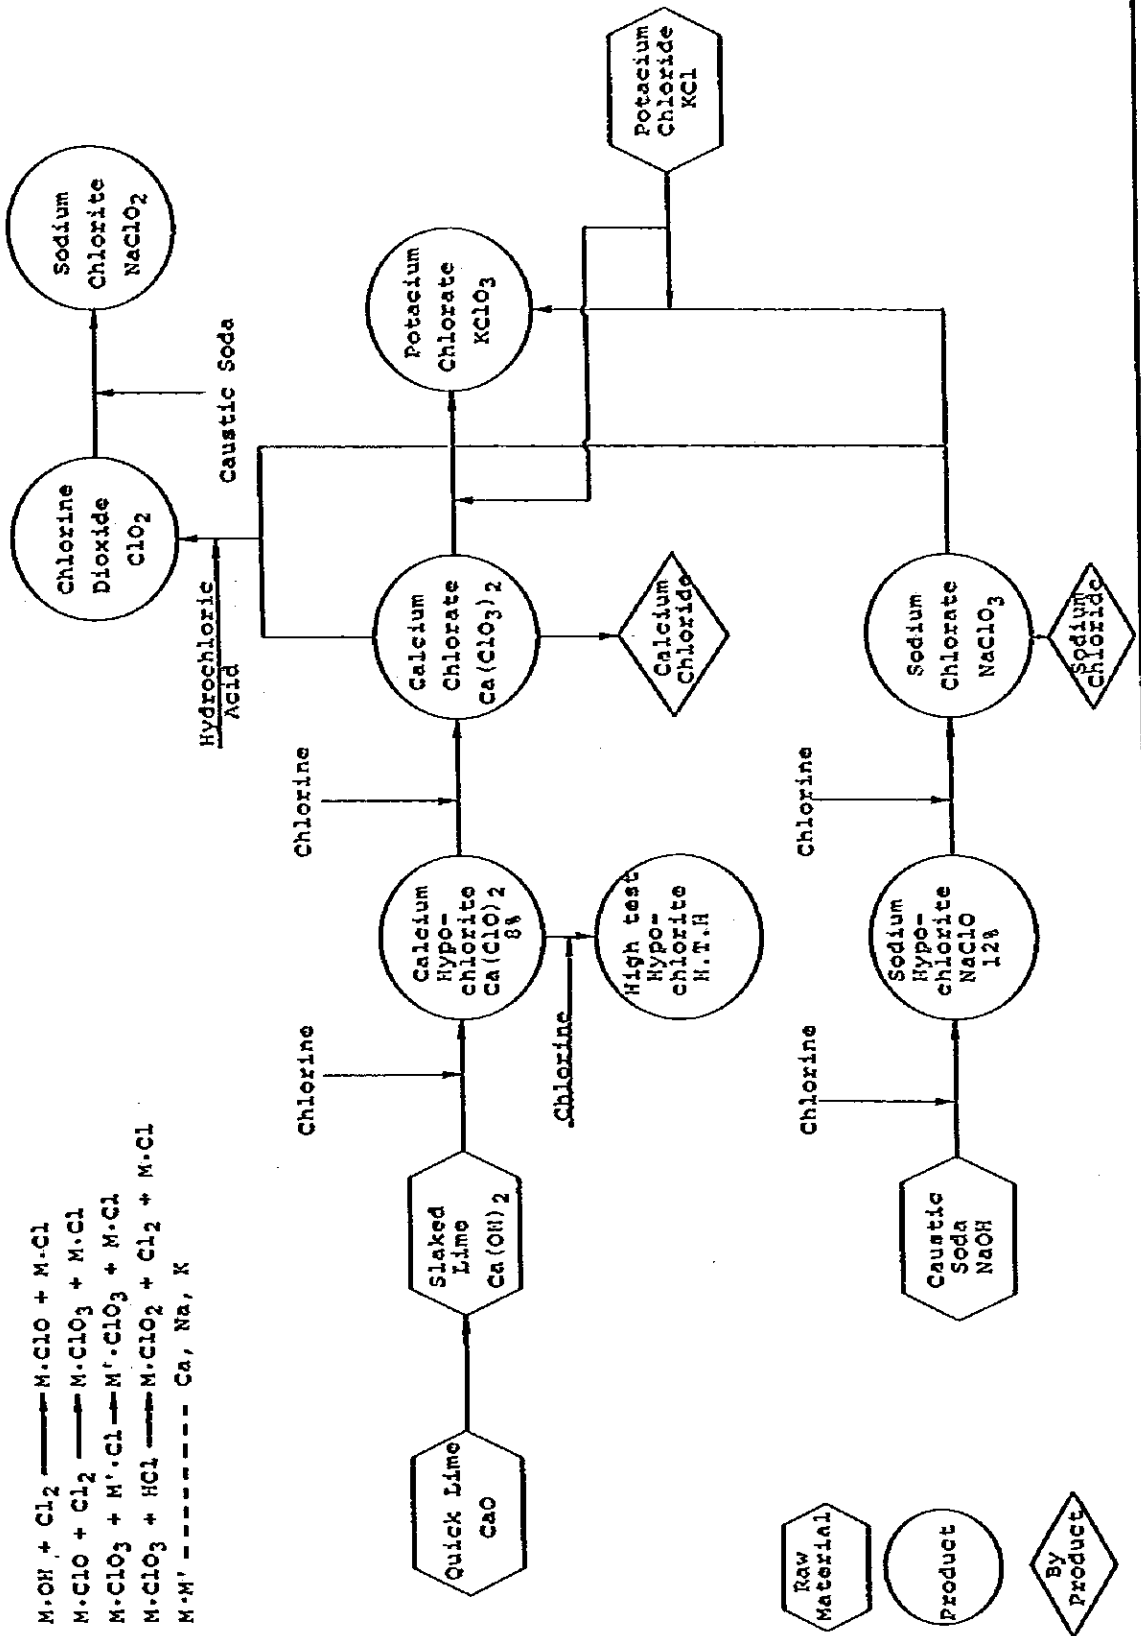 M·OH + Cl2 ⟶ M·ClO + M·Cl
M·ClO + Cl2 ⟶ M·ClO3 + M·Cl
M·ClO3 + M'·Cl ⟶ M'·ClO3 + M·Cl
M·ClO3 + HCl ⟶ M·ClO2 + Cl2 + M·Cl
M·M' -------- Ca, Na, K
Chlorine
Dioxide
ClO2
Sodium
Chlorite
NaClO2
Caustic Soda
Hydrochloric
Acid
Quick Lime
CaO
Slaked
Lime
Ca(OH)2
Chlorine
Calcium
Hypo-
chlorite
Ca(ClO)2
8%
Chlorine
Calcium
Chlorate
Ca(ClO3)2
Potacium
Chlorate
KClO3
Chlorine
High test
Hypo-
chlorite
H.T.H
Calcium
Chloride
Potacium
Chloride
KCl
Caustic
Soda
NaOH
Chlorine
Sodium
Hypo-
chlorite
NaClO
12%
Chlorine
Sodium
Chlorate
NaClO3
Sodium
Chloride
Raw
Material
Product
By
Product